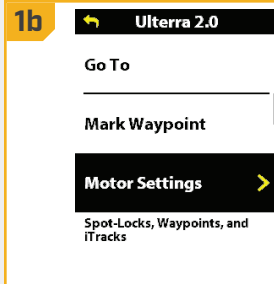 1b
Ulterra 2.0
Go To
Mark Waypoint
Motor Settings
Spot-Locks, Waypoints, and
iTracks